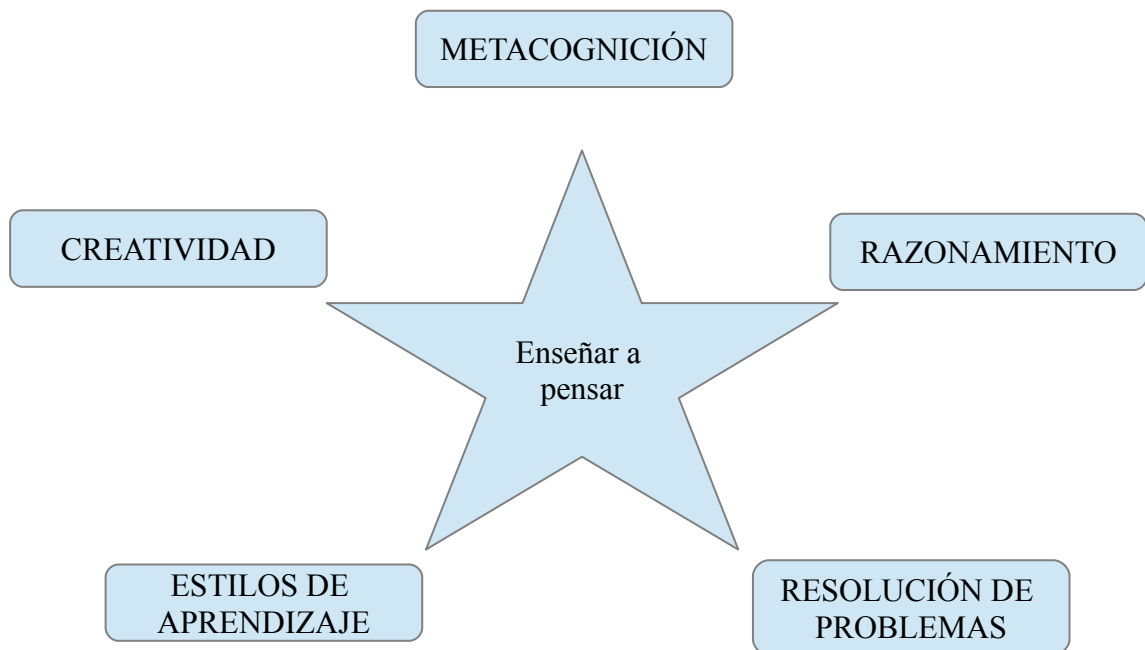 METACOGNICIÓN
CREATIVIDAD
RAZONAMIENTO
Enseñar a
pensar
ESTILOS DE
APRENDIZAJE
RESOLUCIÓN DE
PROBLEMAS